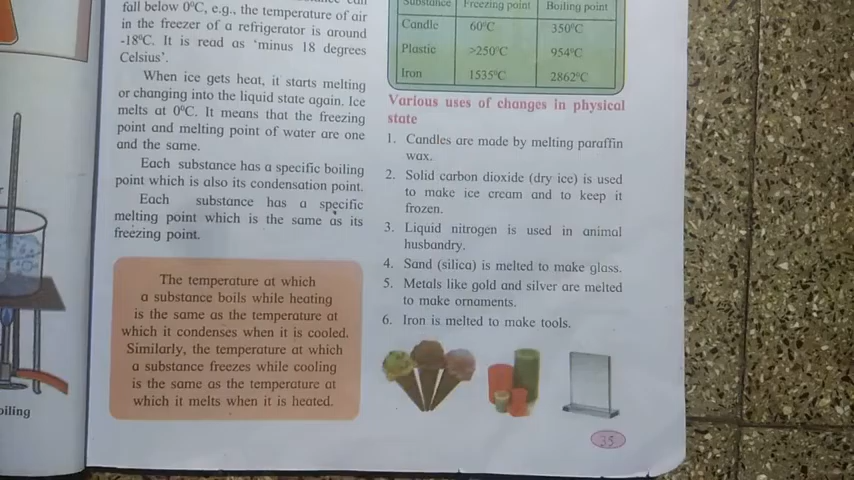 fall below 0⁰C, e.g., the temperature of air
in the freezer of a refrigerator is around
-18⁰C. It is read as 'minus 18 degrees
Celsius'.
When ice gets heat, it starts melting
or changing into the liquid state again. Ice
melts at 0⁰C. It means that the freezing
point and melting point of water are one
and the same.
Each substance has a specific boiling
point which is also its condensation point.
Each substance has a specific
melting point which is the same as its
freezing point.
The temperature at which
a substance boils while heating
is the same as the temperature at
which it condenses when it is cooled.
Similarly, the temperature at which
a substance freezes while cooling
is the same as the temperature at
which it melts when it is heated.
Substance Freezing point Boiling point
Candle 60⁰C 350⁰C
Plastic >250⁰C 954⁰C
Iron 1535⁰C 2862⁰C
Various uses of changes in physical
state
1. Candles are made by melting paraffin
wax.
2. Solid carbon dioxide (dry ice) is used
to make ice cream and to keep it
frozen.
3. Liquid nitrogen is used in animal
husbandry.
4. Sand (silica) is melted to make glass.
5. Metals like gold and silver are melted
to make ornaments.
6. Iron is melted to make tools.
35